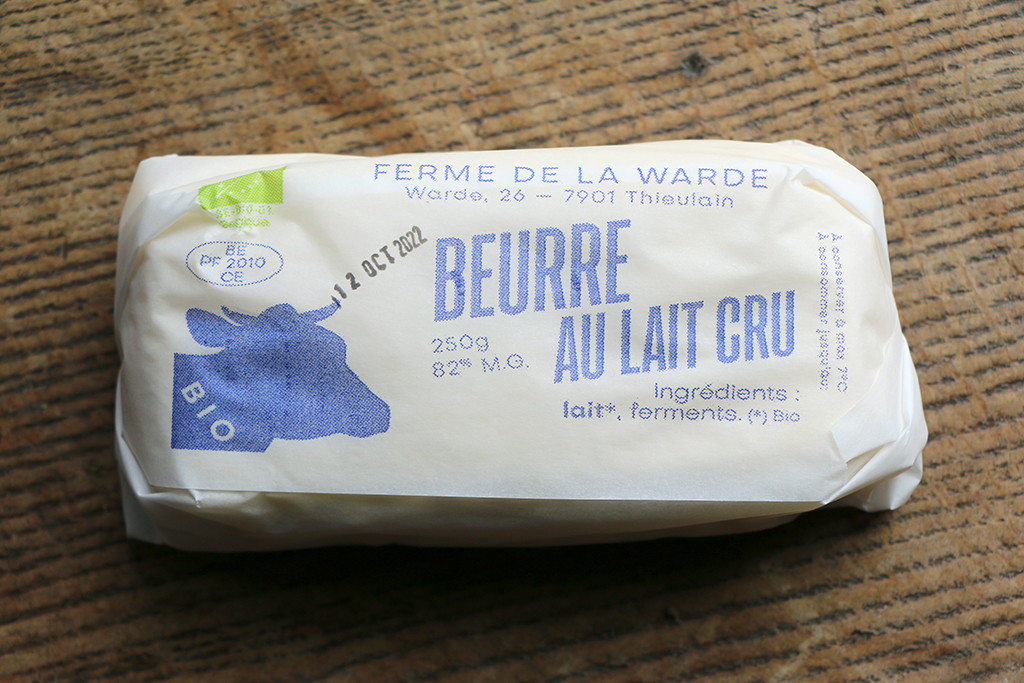 FERME DE LA WARDE
Warde, 26 — 7901 Thieulain
BE
PF 2010
CE
12 OCT 2022
BEURRE
AU LAIT CRU
250g
82% M.G.
Ingrédients :
lait*, ferments. (*) Bio
BIO
À conserver à max 7°C
À consommer jusqu'au: